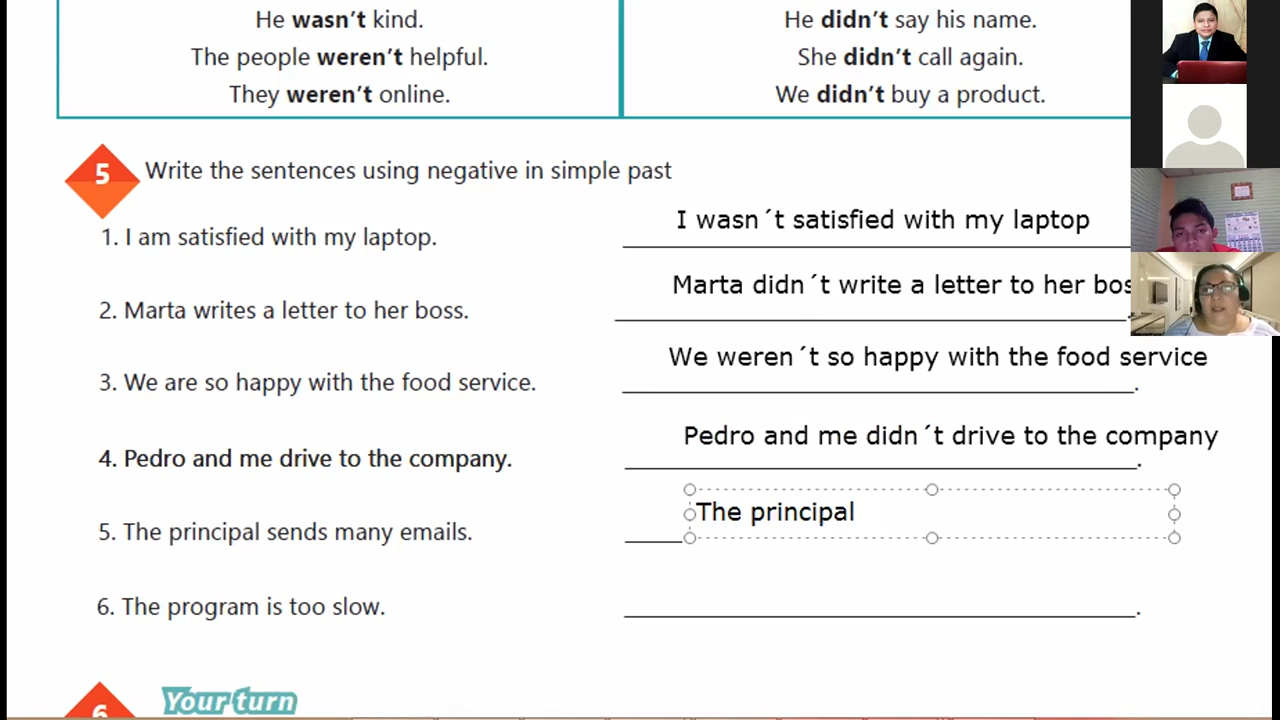 He wasn't kind.
The people weren't helpful.
They weren't online.
He didn't say his name.
She didn't call again.
We didn't buy a product.
5 Write the sentences using negative in simple past
1. I am satisfied with my laptop.
I wasn´t satisfied with my laptop
2. Marta writes a letter to her boss.
Marta didn´t write a letter to her
3. We are so happy with the food service.
We weren´t so happy with the food service
4. Pedro and me drive to the company.
Pedro and me didn´t drive to the company
5. The principal sends many emails.
The principal
6. The program is too slow.
6 Your turn